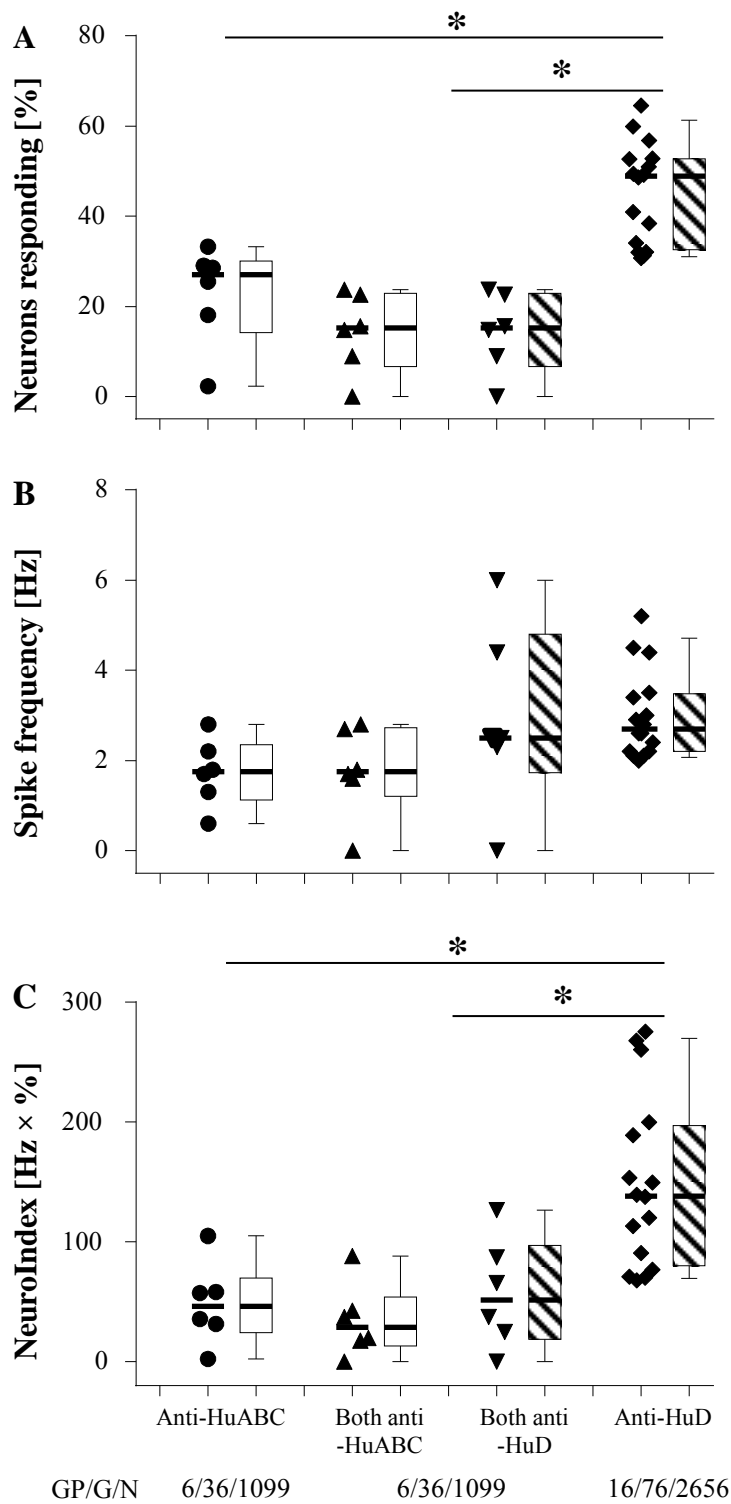 A
*
*
Neurons responding [%]
80
60
40
20
0
B
Spike frequency [Hz]
8
6
4
2
0
*
C
*
NeuroIndex [Hz × %]
300
200
100
0
Anti-HuABC
Both anti
-HuABC
Both anti
-HuD
Anti-HuD
GP/G/N 6/36/1099 6/36/1099 16/76/2656